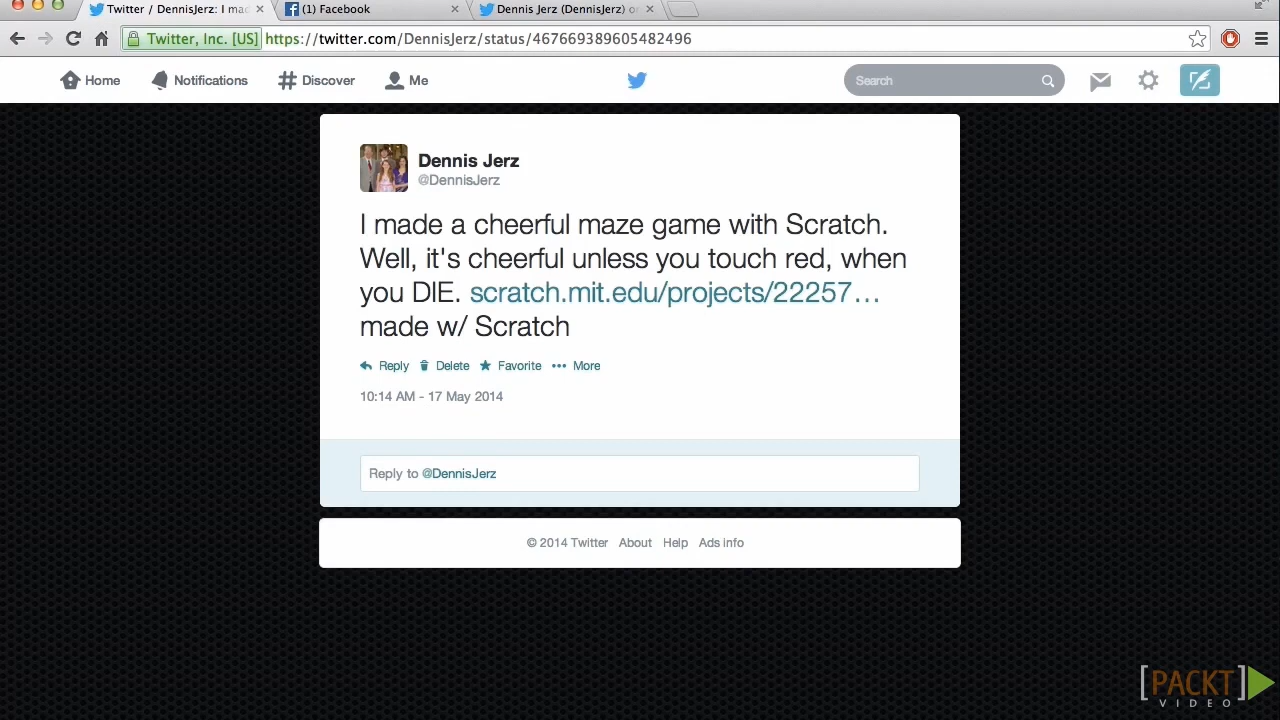 Twitter / DennisJerz: I mad
(1) Facebook
Dennis Jerz (DennisJerz) o
Twitter, Inc. [US]
https://twitter.com/DennisJerz/status/467669389605482496
Home
Notifications
Discover
Me
Search
Dennis Jerz
@DennisJerz
I made a cheerful maze game with Scratch.
Well, it's cheerful unless you touch red, when
you DIE. scratch.mit.edu/projects/22257…
made w/ Scratch
Reply Delete Favorite More
10:14 AM - 17 May 2014
Reply to @DennisJerz
© 2014 Twitter About Help Ads info
[PACKT]
VIDEO